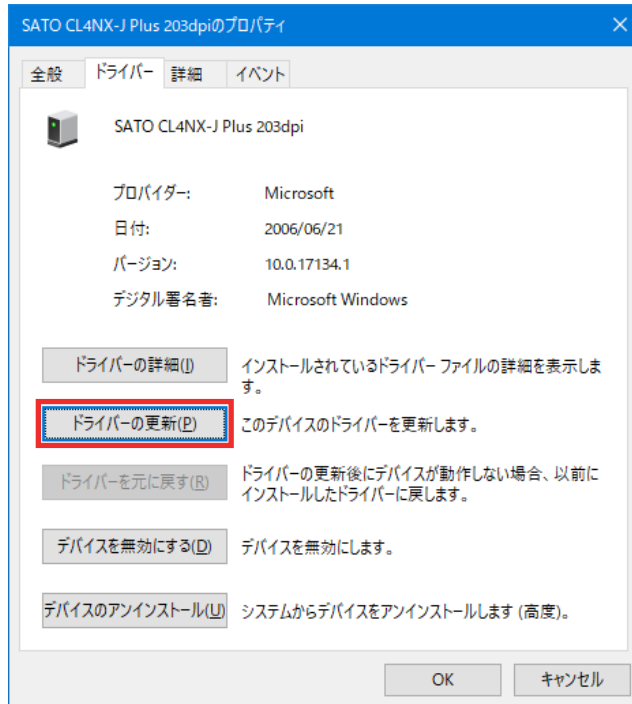 SATO CL4NX-J Plus 203dpiのプロパティ
全般 ドライバー 詳細 イベント
SATO CL4NX-J Plus 203dpi
プロバイダー: Microsoft
日付: 2006/06/21
バージョン: 10.0.17134.1
デジタル署名者: Microsoft Windows
ドライバーの詳細(I) インストールされているドライバー ファイルの詳細を表示しま
す。
ドライバーの更新(P) このデバイスのドライバーを更新します。
ドライバーを元に戻す(R) ドライバーの更新後にデバイスが動作しない場合、以前に
インストールしたドライバーに戻します。
デバイスを無効にする(D) デバイスを無効にします。
デバイスのアンインストール(U) システムからデバイスをアンインストールします (高度)。
OK キャンセル